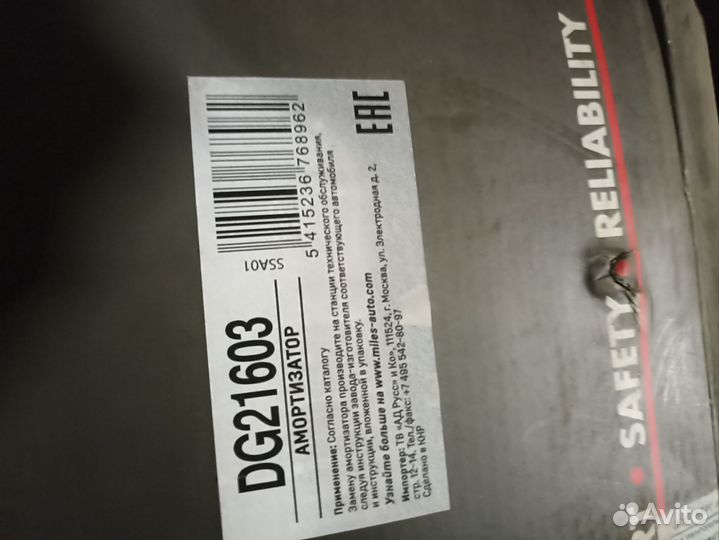 DG21603
АМОРТИЗАТОР
SSA01
5 415236 768962
EAC
Применение: Согласно каталогу
Замену амортизатора производите на станции технического обслуживания,
следуя инструкции завода-изготовителя соответствующего автомобиля
и инструкции, вложенной в упаковку.
Узнайте больше на www.miles-auto.com
Импортер: ТВ «АД Русс» и Ко», 111524, г. Москва, ул. Электродная д. 2,
стр. 12-14, Тел./факс: +7 495 542-80-97
Сделано в КНР
• SAFETY • RELIABILITY
Avito